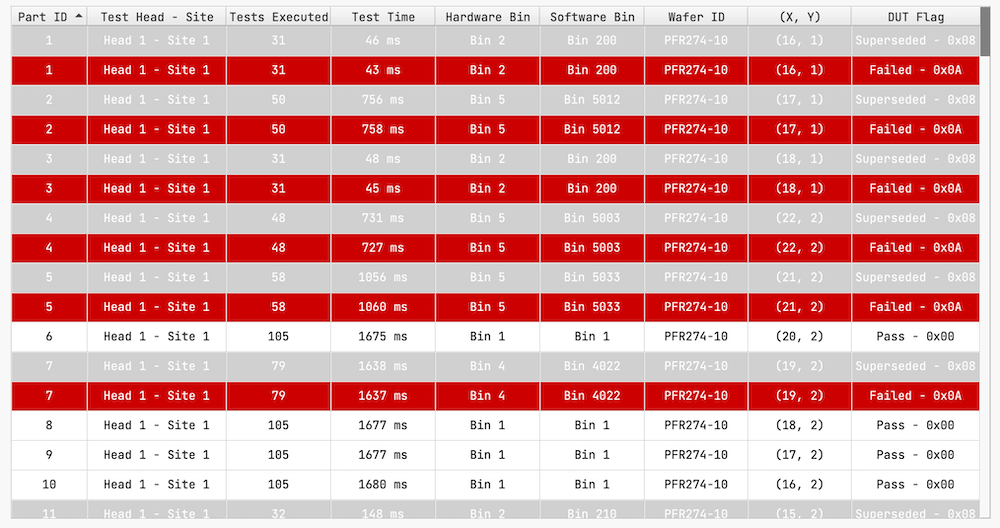 Part ID Test Head - Site Tests Executed Test Time Hardware Bin Software Bin Wafer ID (X, Y) DUT Flag
1 Head 1 - Site 1 31 46 ms Bin 2 Bin 200 PFR274-10 (16, 1) Superseded - 0x08
1 Head 1 - Site 1 31 43 ms Bin 2 Bin 200 PFR274-10 (16, 1) Failed - 0x0A
2 Head 1 - Site 1 50 756 ms Bin 5 Bin 5012 PFR274-10 (17, 1) Superseded - 0x08
2 Head 1 - Site 1 50 758 ms Bin 5 Bin 5012 PFR274-10 (17, 1) Failed - 0x0A
3 Head 1 - Site 1 31 48 ms Bin 2 Bin 200 PFR274-10 (18, 1) Superseded - 0x08
3 Head 1 - Site 1 31 45 ms Bin 2 Bin 200 PFR274-10 (18, 1) Failed - 0x0A
4 Head 1 - Site 1 48 731 ms Bin 5 Bin 5003 PFR274-10 (22, 2) Superseded - 0x08
4 Head 1 - Site 1 48 727 ms Bin 5 Bin 5003 PFR274-10 (22, 2) Failed - 0x0A
5 Head 1 - Site 1 58 1056 ms Bin 5 Bin 5033 PFR274-10 (21, 2) Superseded - 0x08
5 Head 1 - Site 1 58 1060 ms Bin 5 Bin 5033 PFR274-10 (21, 2) Failed - 0x0A
6 Head 1 - Site 1 105 1675 ms Bin 1 Bin 1 PFR274-10 (20, 2) Pass - 0x00
7 Head 1 - Site 1 79 1638 ms Bin 4 Bin 4022 PFR274-10 (19, 2) Superseded - 0x08
7 Head 1 - Site 1 79 1637 ms Bin 4 Bin 4022 PFR274-10 (19, 2) Failed - 0x0A
8 Head 1 - Site 1 105 1677 ms Bin 1 Bin 1 PFR274-10 (18, 2) Pass - 0x00
9 Head 1 - Site 1 105 1677 ms Bin 1 Bin 1 PFR274-10 (17, 2) Pass - 0x00
10 Head 1 - Site 1 105 1680 ms Bin 1 Bin 1 PFR274-10 (16, 2) Pass - 0x00
11 Head 1 - Site 1 32 148 ms Bin 2 Bin 210 PFR274-10 (15, 2) Superseded - 0x08